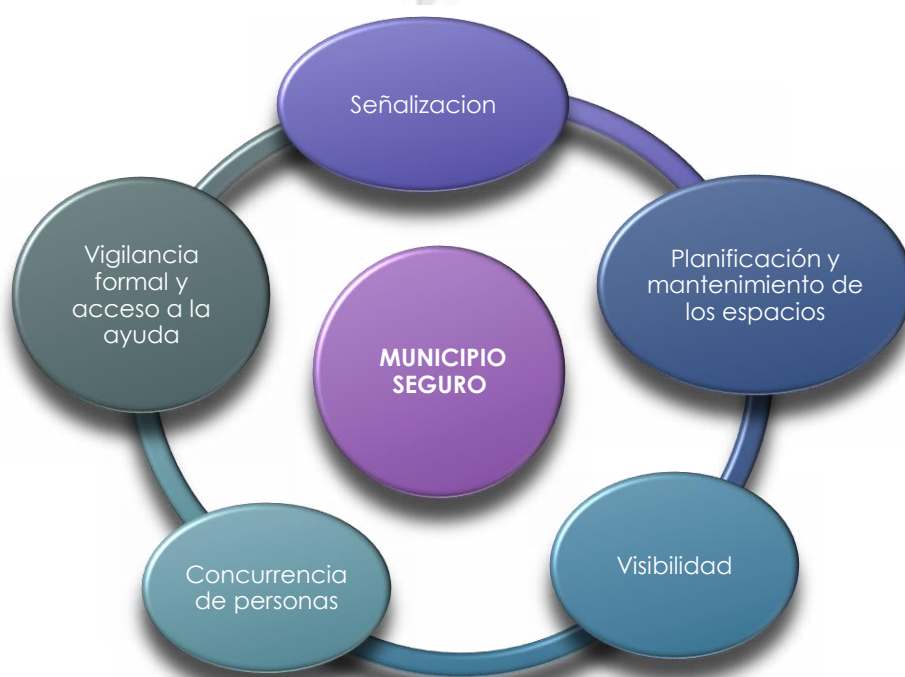 Señalizacion
Planificación y
mantenimiento de
los espacios
Visibilidad
Concurrencia
de personas
Vigilancia
formal y
acceso a la
ayuda
MUNICIPIO
SEGURO